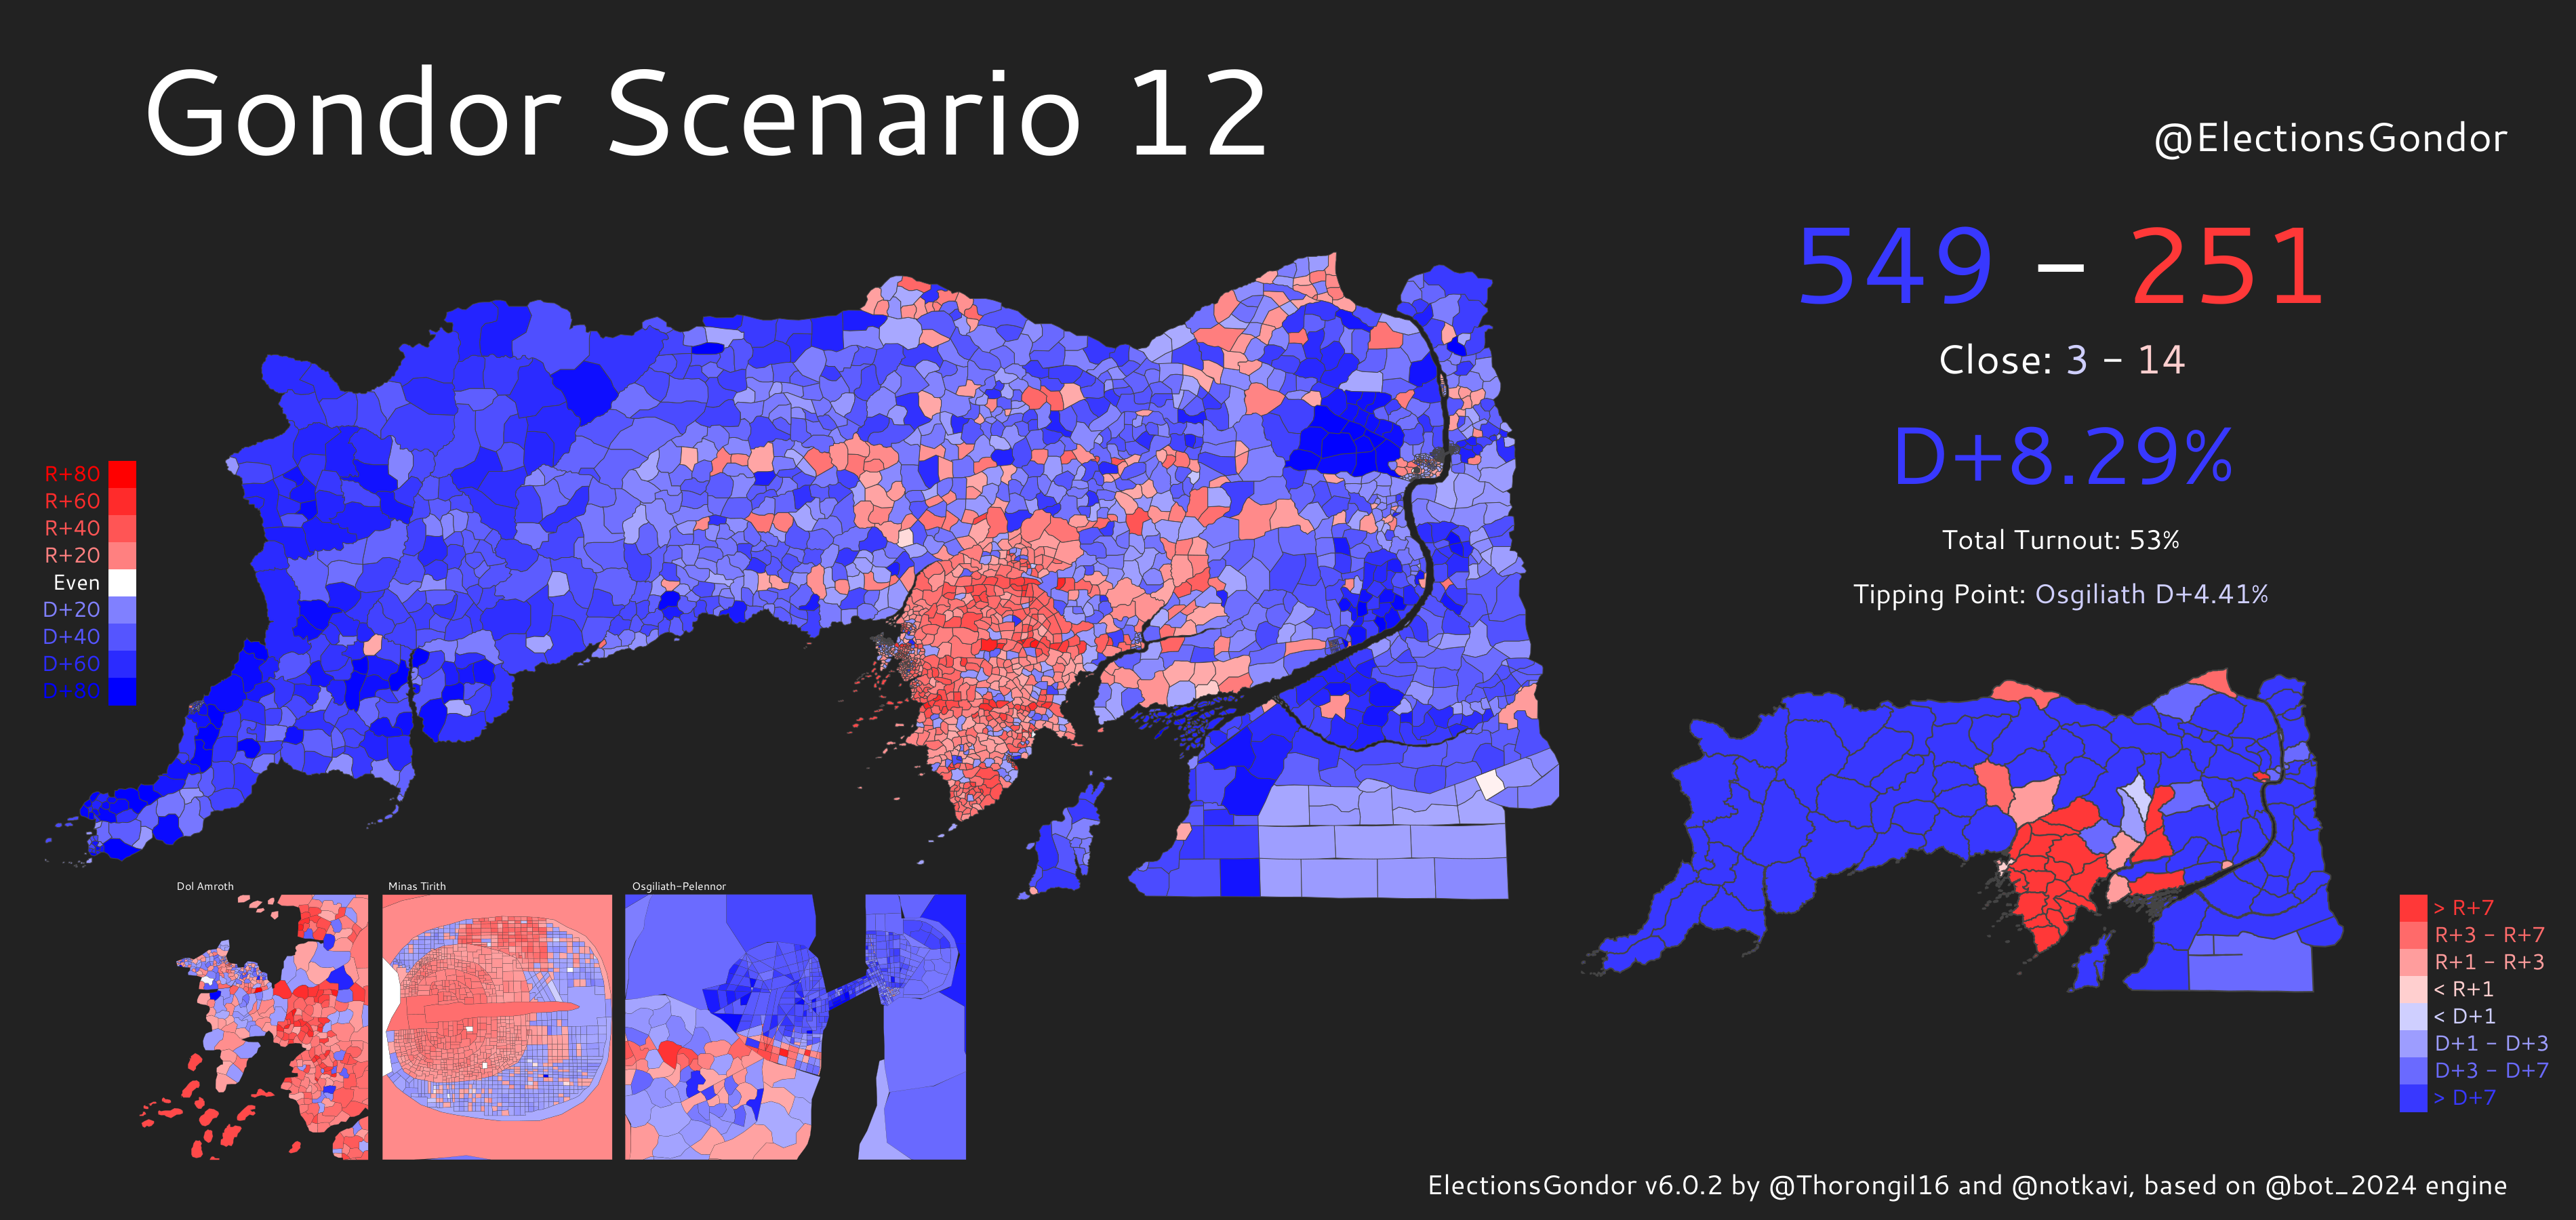 Gondor Scenario 12
@ElectionsGondor
549 – 251
Close: 3 – 14
D+8.29%
Total Turnout: 53%
Tipping Point: Osgiliath D+4.41%
R+80
R+60
R+40
R+20
Even
D+20
D+40
D+60
D+80
Dol Amroth
Minas Tirith
Osgiliath-Pelennor
> R+7
R+3 – R+7
R+1 – R+3
< R+1
< D+1
D+1 – D+3
D+3 – D+7
> D+7
ElectionsGondor v6.0.2 by @Thorongil16 and @notkavi, based on @bot_2024 engine